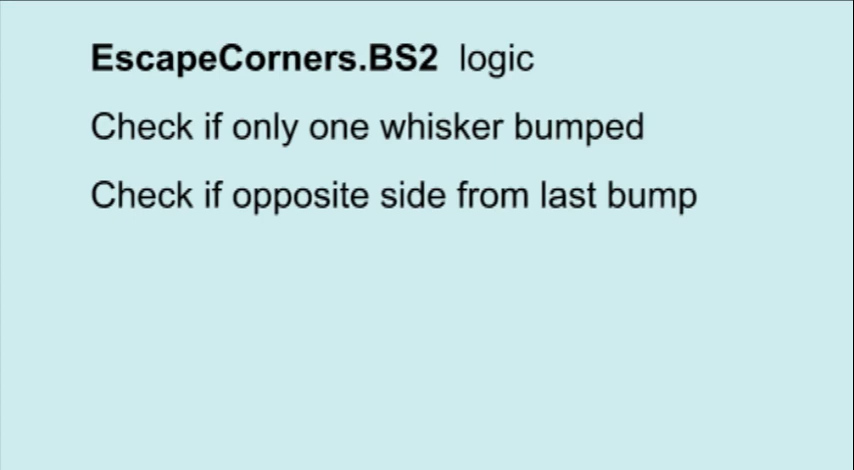 EscapeCorners.BS2 logic
Check if only one whisker bumped
Check if opposite side from last bump